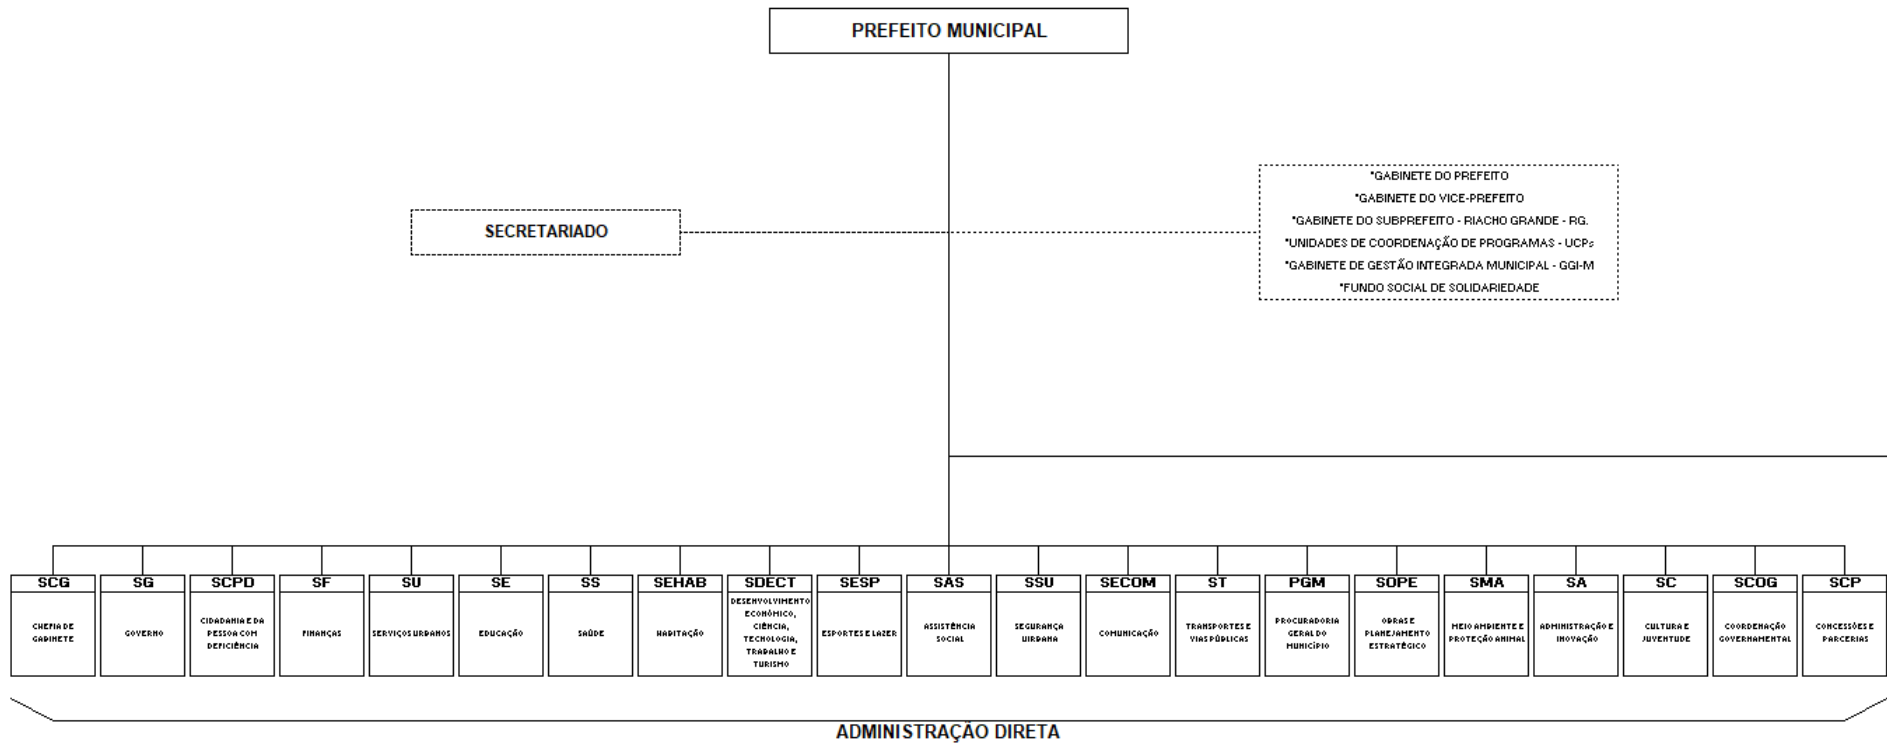 PREFEITO MUNICIPAL
SECRETARIADO
*GABINETE DO PREFEITO
*GABINETE DO VICE-PREFEITO
*GABINETE DO SUBPREFEITO - RIACHO GRANDE - RG.
*UNIDADES DE COORDENAÇÃO DE PROGRAMAS - UCPs
*GABINETE DE GESTÃO INTEGRADA MUNICIPAL - GGI-M
*FUNDO SOCIAL DE SOLIDARIEDADE
SCG
CHEFIA DE
GABINETE
SG
GOVERNO
SCPD
CIDADANIA E DA
PESSOA COM
DEFICIÊNCIA
SF
FINANÇAS
SU
SERVIÇOS URBANOS
SE
EDUCAÇÃO
SS
SAÚDE
SEHAB
HABITAÇÃO
SDECT
DESENVOLVIMENTO
ECONÔMICO,
CIÊNCIA,
TECNOLOGIA,
TRABALHO E
TURISMO
SESP
ESPORTES E LAZER
SAS
ASSISTÊNCIA
SOCIAL
SSU
SEGURANÇA
UIRBANA
SECOM
COMUNICAÇÃO
ST
TRANSPORTES E
VIAS PÚBLICAS
PGM
PROCURADORIA
GERAL DO
MUNICÍPIO
SOPE
OBRAS E
PLANEJAMENTO
ESTRATÉGICO
SMA
MEIO AMBIENTE E
PROTEÇÃO ANIMAL
SA
ADMINISTRAÇÃO E
INOVAÇÃO
SC
CULTURA E
JUVENTUDE
SCOG
COORDENAÇÃO
GOVERNAMENTAL
SCP
CONCESSÕES E
PARCERIAS
ADMINISTRAÇÃO DIRETA